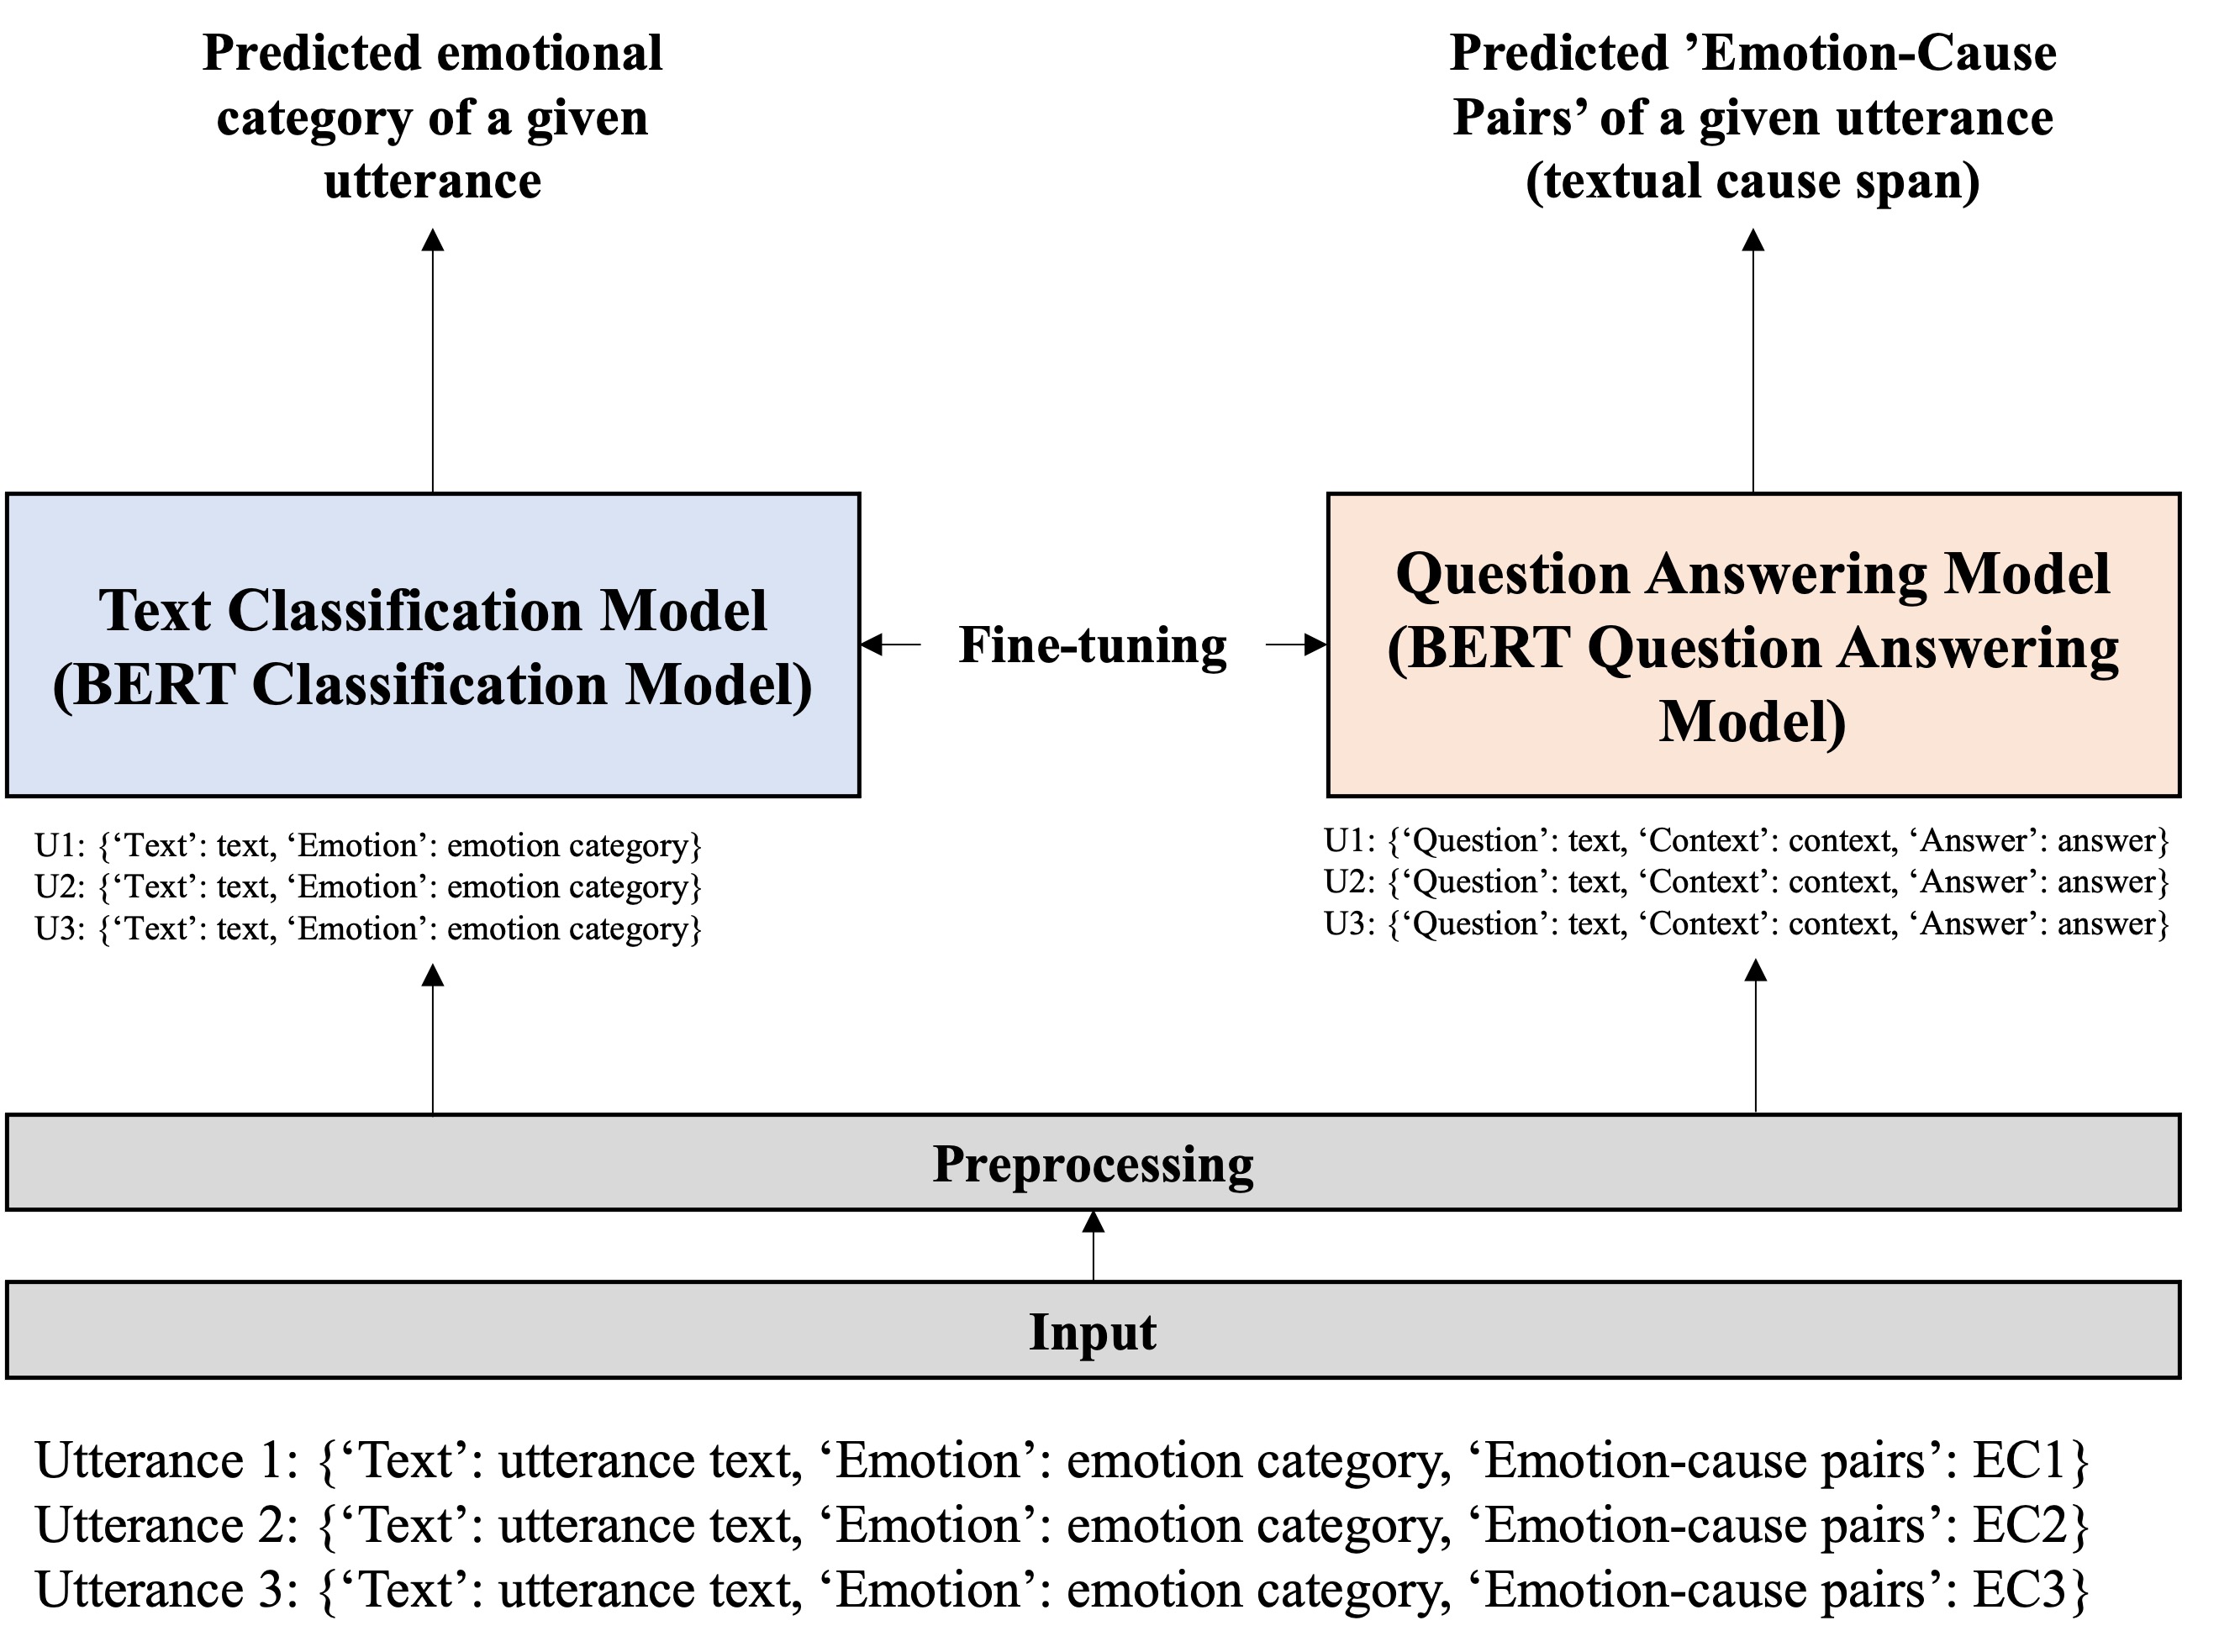 Predicted emotional
category of a given
utterance
Predicted ’Emotion-Cause
Pairs’ of a given utterance
(textual cause span)
Text Classification Model
(BERT Classification Model)
Fine-tuning
Question Answering Model
(BERT Question Answering
Model)
U1: {‘Text’: text, ‘Emotion’: emotion category}
U2: {‘Text’: text, ‘Emotion’: emotion category}
U3: {‘Text’: text, ‘Emotion’: emotion category}
U1: {‘Question’: text, ‘Context’: context, ‘Answer’: answer}
U2: {‘Question’: text, ‘Context’: context, ‘Answer’: answer}
U3: {‘Question’: text, ‘Context’: context, ‘Answer’: answer}
Preprocessing
Input
Utterance 1: {‘Text’: utterance text, ‘Emotion’: emotion category, ‘Emotion-cause pairs’: EC1}
Utterance 2: {‘Text’: utterance text, ‘Emotion’: emotion category, ‘Emotion-cause pairs’: EC2}
Utterance 3: {‘Text’: utterance text, ‘Emotion’: emotion category, ‘Emotion-cause pairs’: EC3}